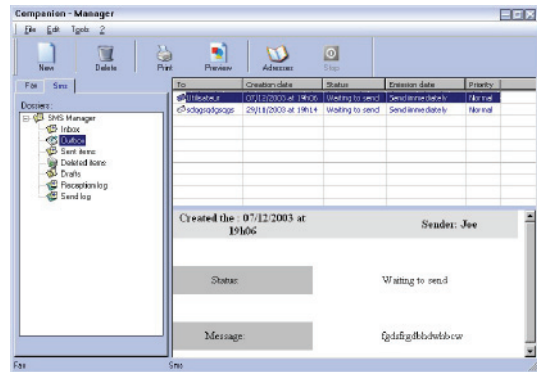 Companion - Manager
File Edit Tools ?
New Delete Print Preview Adresses Stop
Fax Sms
Dossiers :
SMS Manager
Inbox
Outbox
Sent items
Deleted items
Drafts
Reception log
Send log
To Creation date Status Emission date Priority
Utilisateur 07/12/2003 at 19h06 Waiting to send Send immediately Normal
29/11/2003 at 19h14 Waiting to send Send immediately Normal
Created the : 07/12/2003 at
19h06
Sender: Joe
Status:
Waiting to send
Message:
Fax
Sms